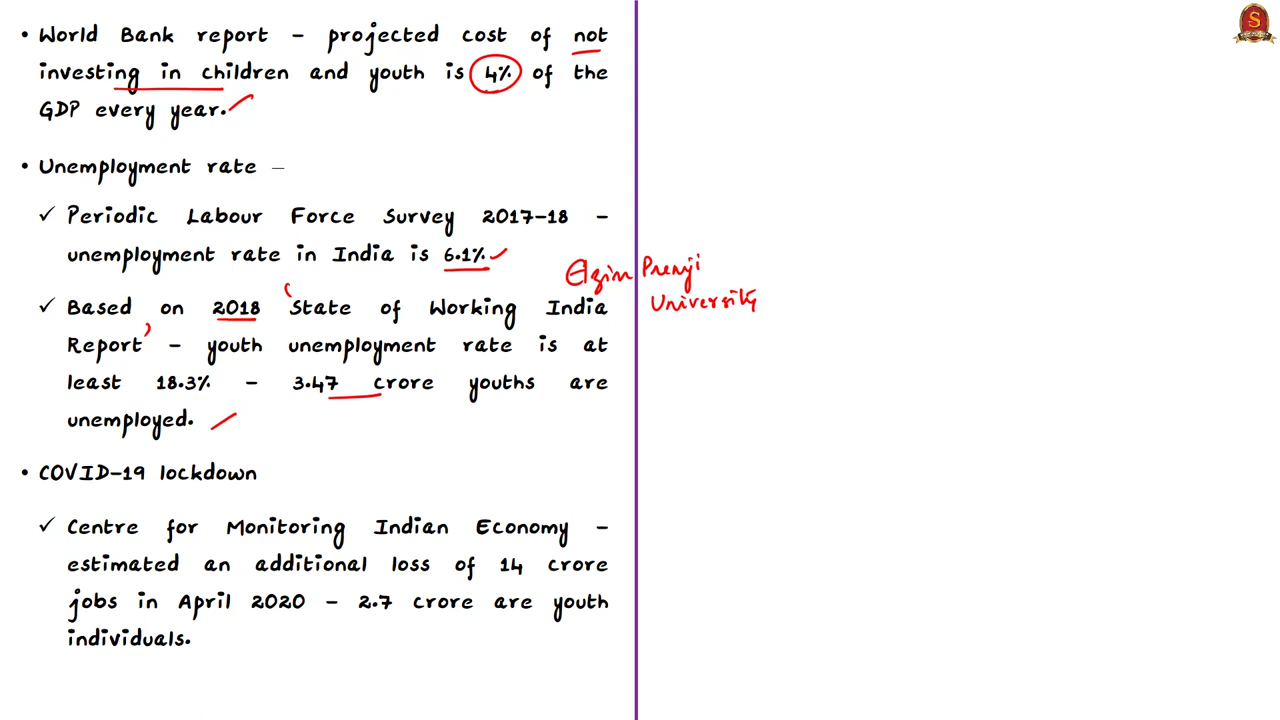 • World Bank report – projected cost of not
investing in children and youth is 4% of the
GDP every year.
• Unemployment rate –
✓ Periodic Labour Force Survey 2017-18 –
unemployment rate in India is 6.1%
Azim Premji
University
✓ Based on 2018 ‘State of Working India
Report’ – youth unemployment rate is at
least 18.3% – 3.47 crore youths are
unemployed.
• COVID-19 lockdown
✓ Centre for Monitoring Indian Economy –
estimated an additional loss of 14 crore
jobs in April 2020 – 2.7 crore are youth
individuals.
S